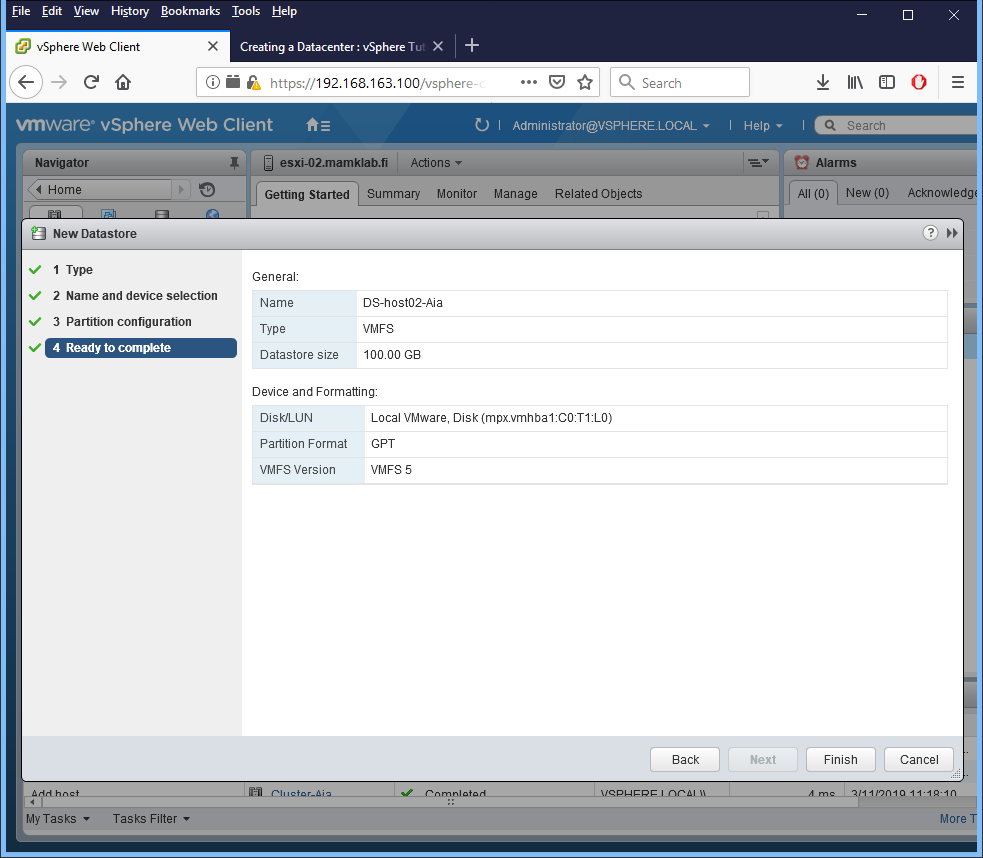 File Edit View History Bookmarks Tools Help
vSphere Web Client
Creating a Datacenter : vSphere Tut
https://192.168.163.100/vsphere-c
Search
vmware® vSphere Web Client
Administrator@VSPHERE.LOCAL
Help
Search
Navigator
esxi-02.mamklab.fi
Actions
Alarms
Home
Getting Started Summary Monitor Manage Related Objects
All (0) New (0) Acknowledge
New Datastore
1 Type
2 Name and device selection
3 Partition configuration
4 Ready to complete
General:
Name DS-host02-Aia
Type VMFS
Datastore size 100.00 GB
Device and Formatting:
Disk/LUN Local VMware, Disk (mpx.vmhba1:C0:T1:L0)
Partition Format GPT
VMFS Version VMFS 5
Back Next Finish Cancel
Add host Cluster-Aia Completed VSPHERE.LOCAL\\ 4 ms 3/11/2019 11:18:10
My Tasks Tasks Filter More T